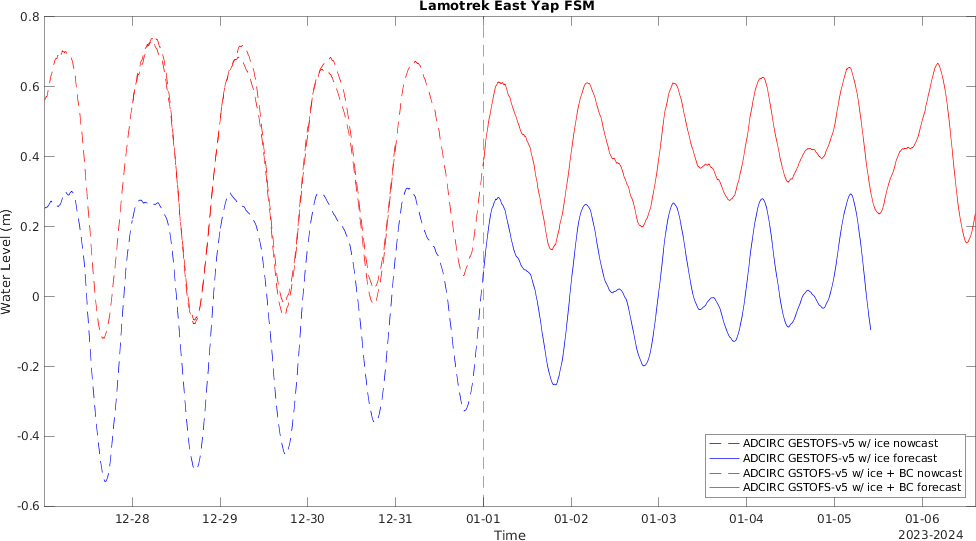 Lamotrek East Yap FSM
0.8
0.6
0.4
0.2
0
-0.2
-0.4
-0.6
Water Level (m)
ADCIRC GESTOFS-v5 w/ ice nowcast
ADCIRC GESTOFS-v5 w/ ice forecast
ADCIRC GSTOFS-v5 w/ ice + BC nowcast
ADCIRC GSTOFS-v5 w/ ice + BC forecast
12-28 12-29 12-30 12-31 01-01 01-02 01-03 01-04 01-05 01-06
Time
2023-2024